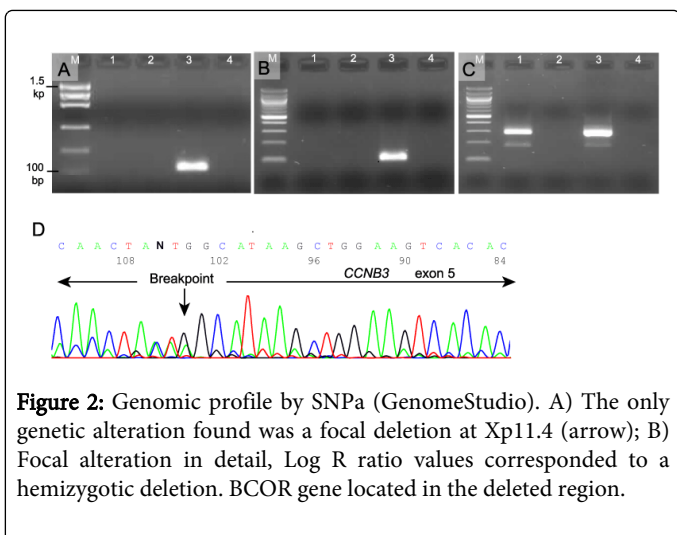 A M 1 2 3 4
B M 1 2 3 4
C M 1 2 3 4
1.5
kp
100
bp
D
C A A C T A N T G G C A T A A G C T G G A A G T C A C A C
108 102 96 90 84
Breakpoint CCNB3 exon 5
Figure 2: Genomic profile by SNPa (GenomeStudio). A) The only
genetic alteration found was a focal deletion at Xp11.4 (arrow); B)
Focal alteration in detail, Log R ratio values corresponded to a
hemizygotic deletion. BCOR gene located in the deleted region.